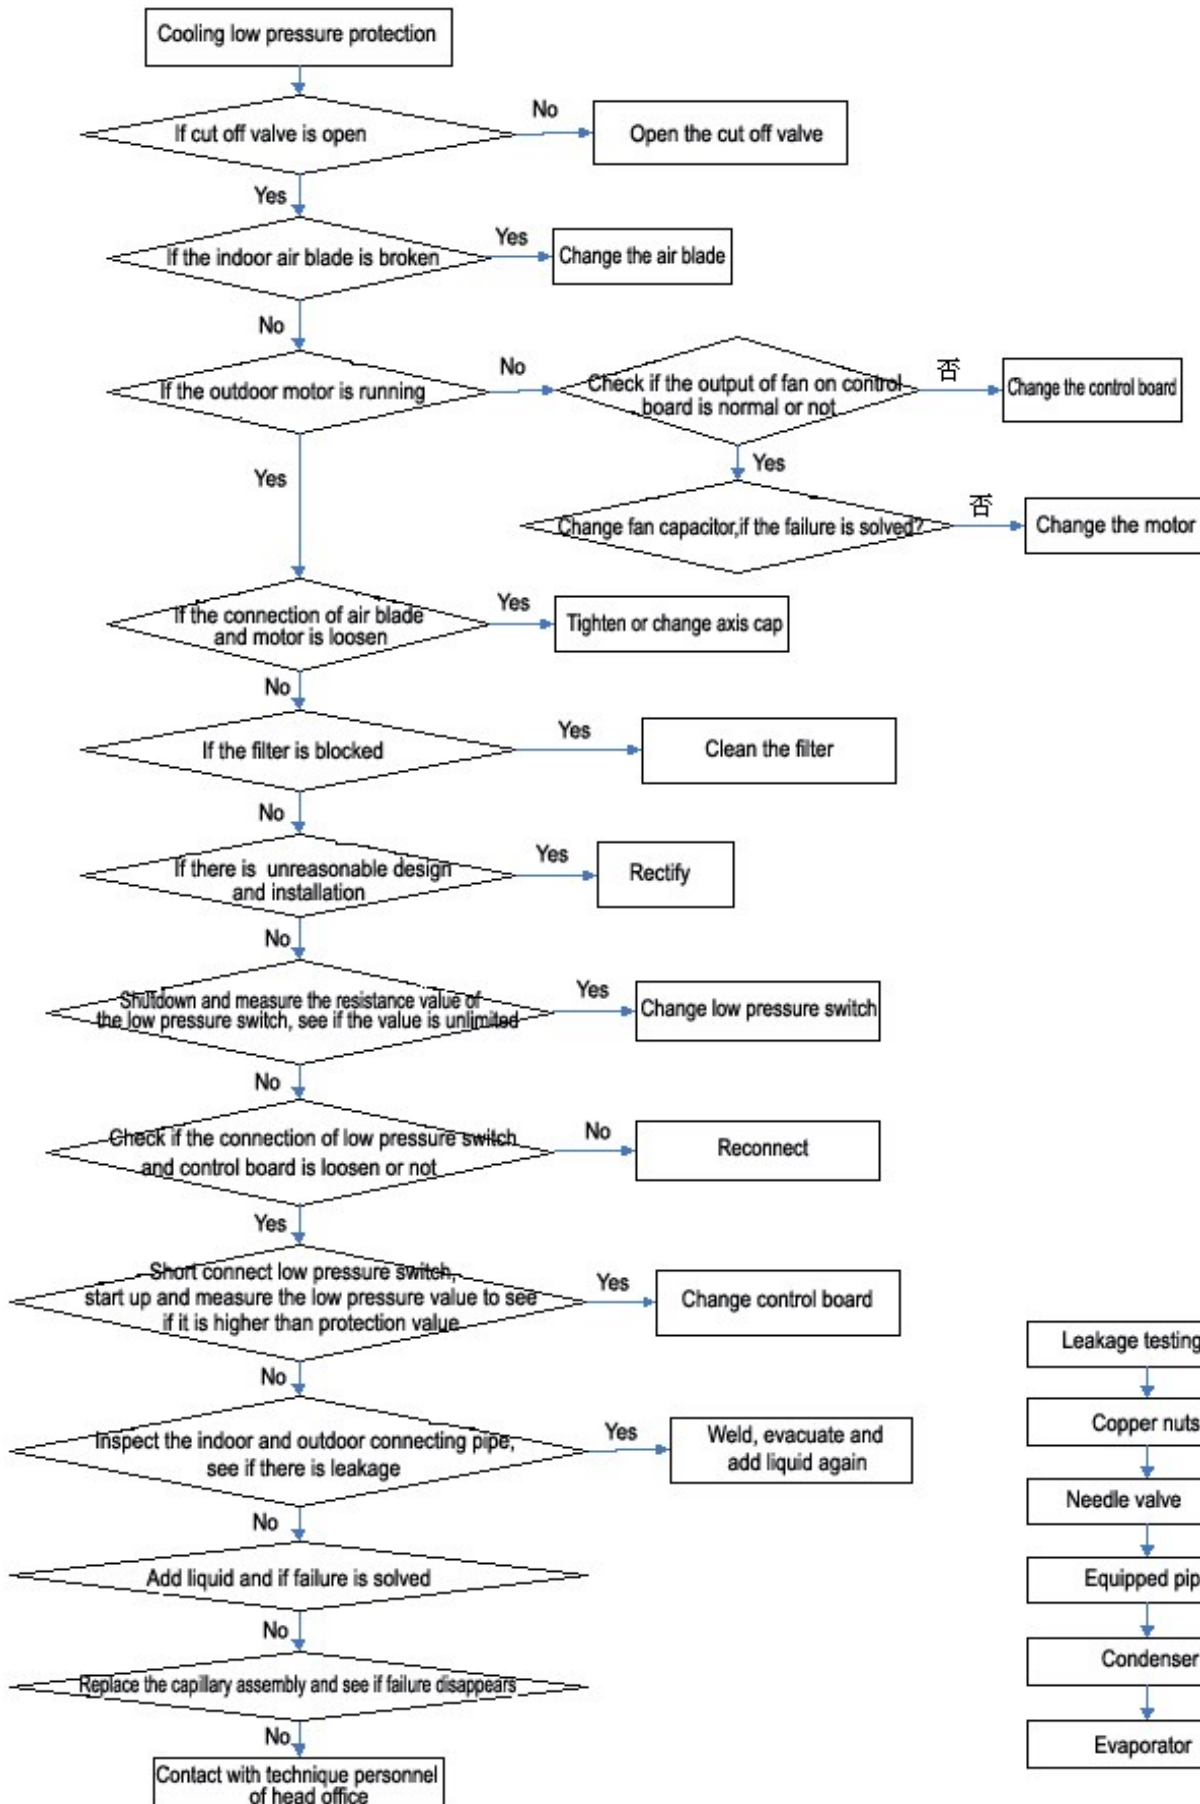 Cooling low pressure protection
If cut off valve is open
No
Open the cut off valve
Yes
If the indoor air blade is broken
Yes
Change the air blade
No
If the outdoor motor is running
No
Check if the output of fan on control
board is normal or not
否
Change the control board
Yes
Yes
Change fan capacitor,if the failure is solved?
否
Change the motor
If the connection of air blade
and motor is loosen
Yes
Tighten or change axis cap
No
If the filter is blocked
Yes
Clean the filter
No
If there is unreasonable design
and installation
Yes
Rectify
No
Shutdown and measure the resistance value of
the low pressure switch, see if the value is unlimited
Yes
Change low pressure switch
No
Check if the connection of low pressure switch
and control board is loosen or not
No
Reconnect
Yes
Short connect low pressure switch,
start up and measure the low pressure value to see
if it is higher than protection value
Yes
Change control board
No
Inspect the indoor and outdoor connecting pipe,
see if there is leakage
Yes
Weld, evacuate and
add liquid again
No
Add liquid and if failure is solved
No
Replace the capillary assembly and see if failure disappears
No
Contact with technique personnel
of head office
Leakage testing
Copper nuts
Needle valve
Equipped pip
Condenser
Evaporator